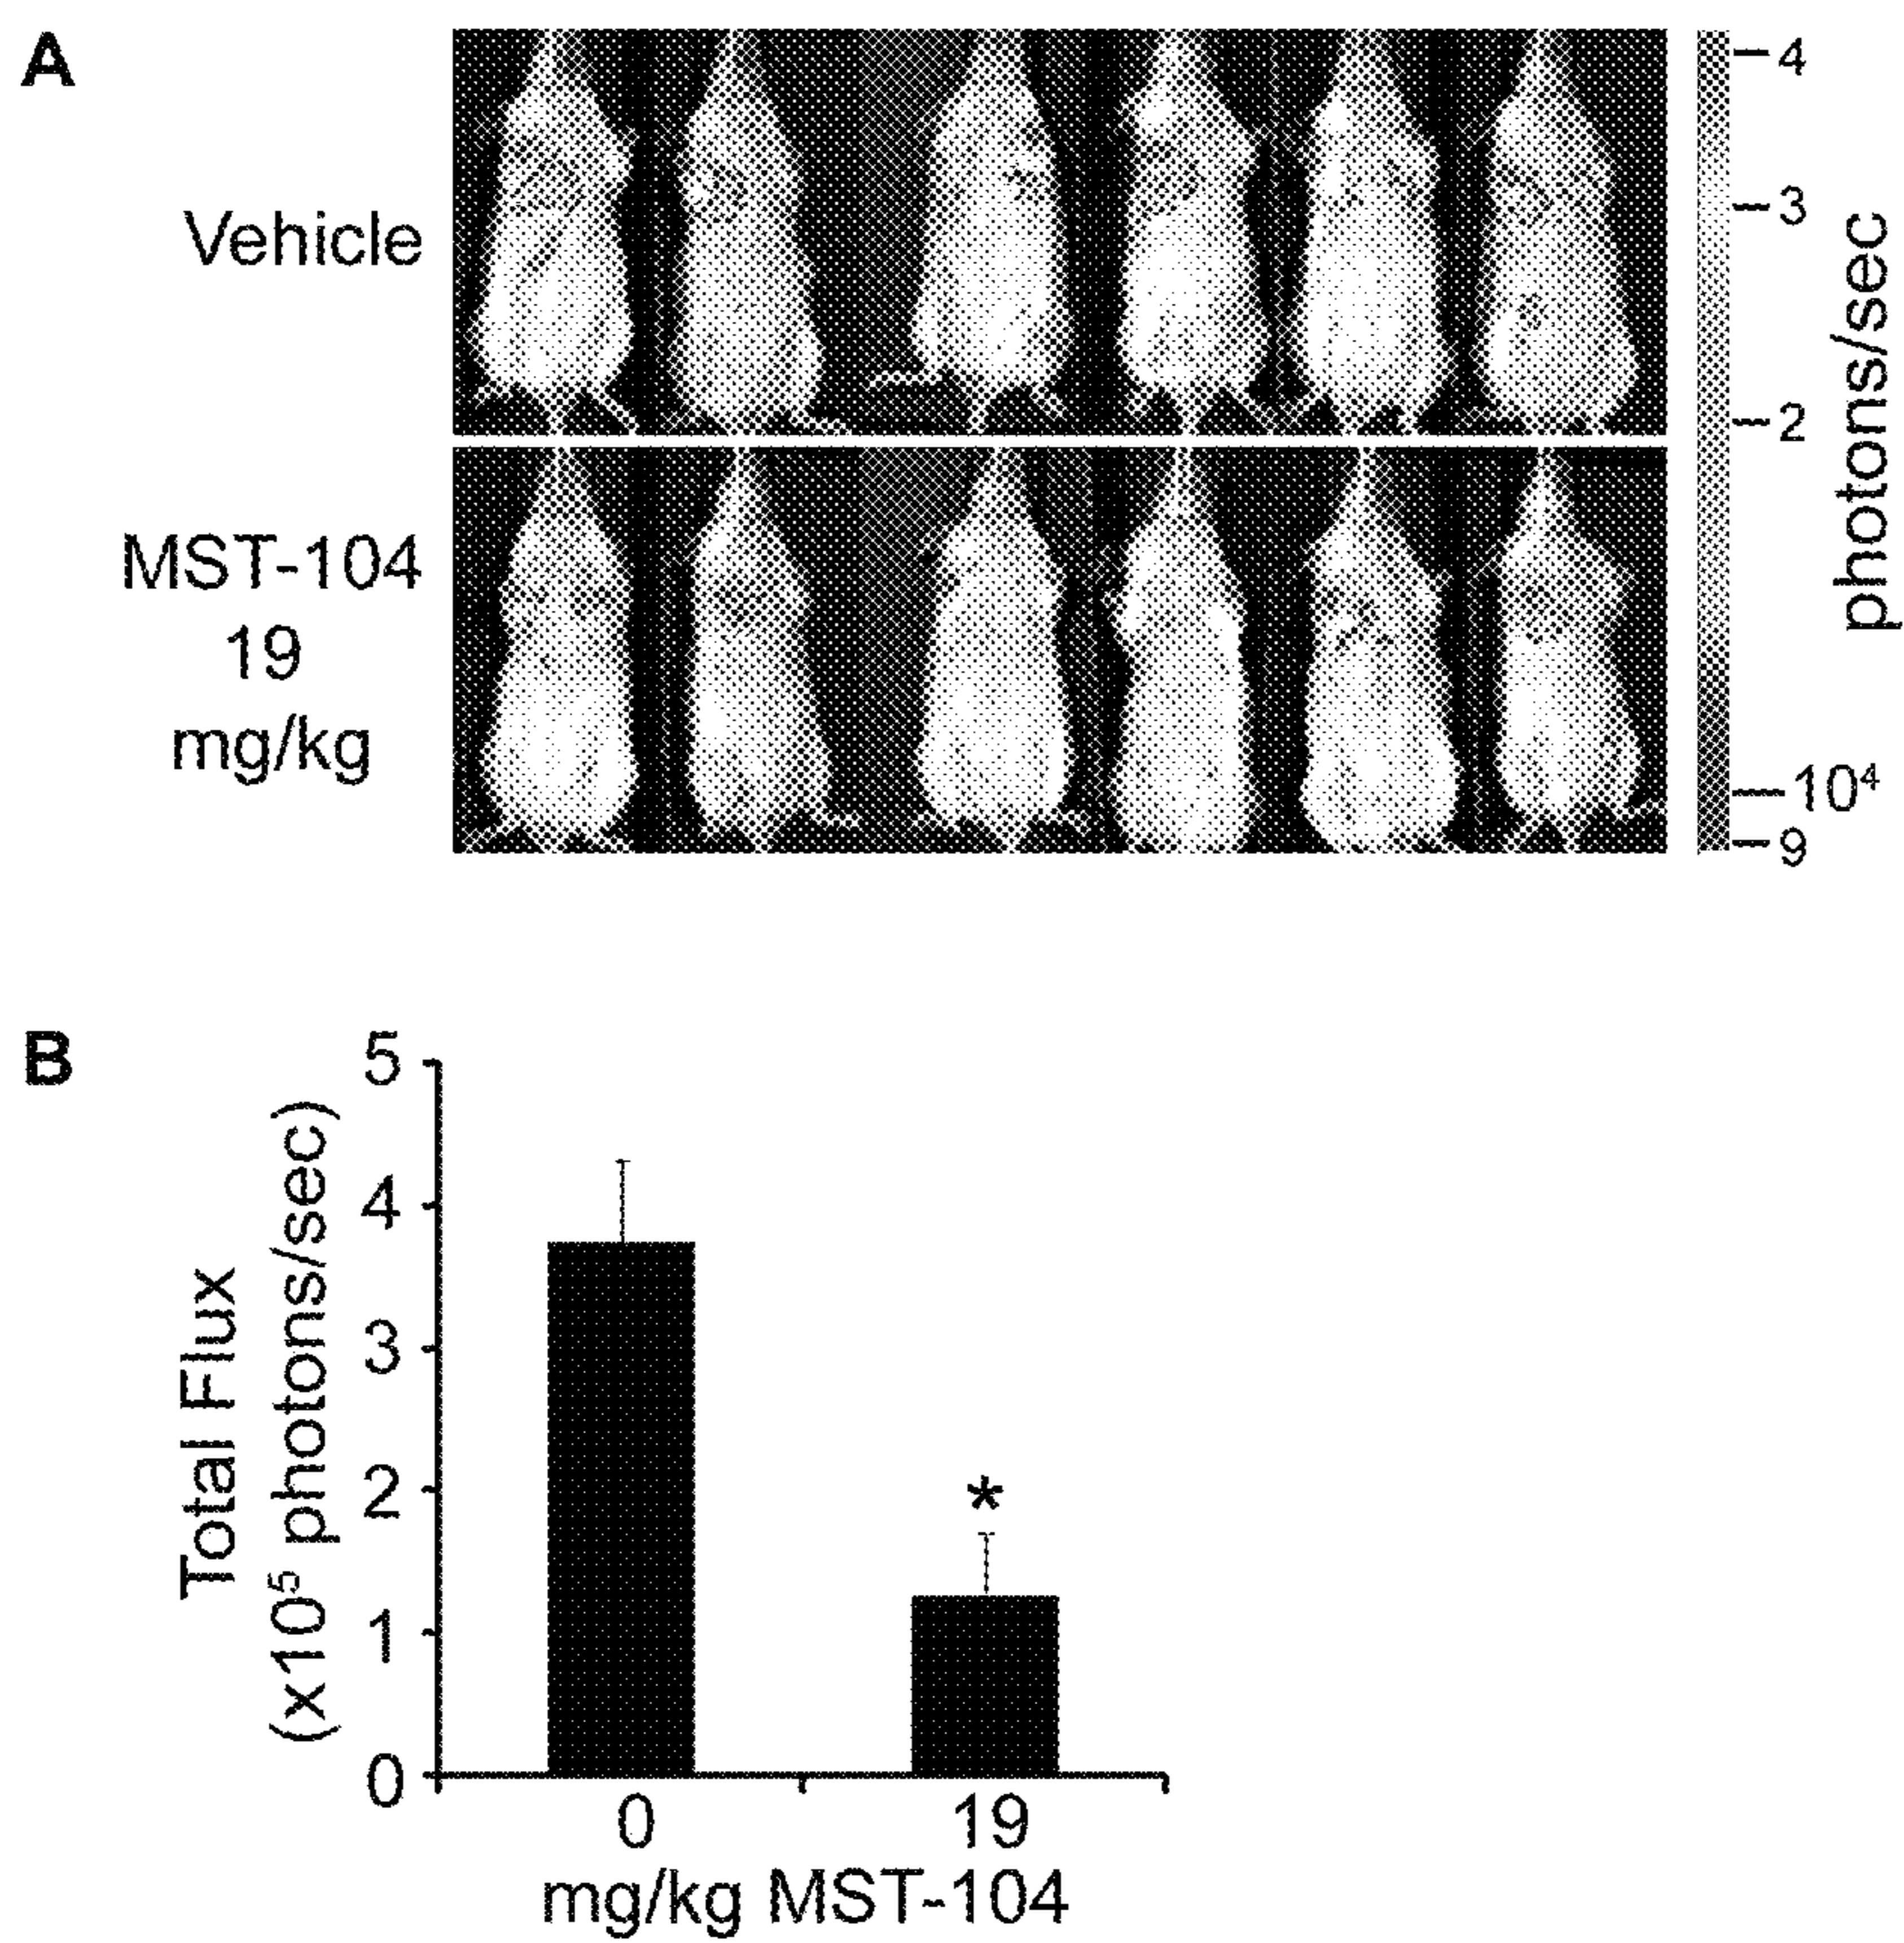 A
Vehicle
MST-104
19
mg/kg
4
3
2
10⁴
9
photons/sec
B
Total Flux
(x10⁵ photons/sec)
5
4
3
2
1
0
*
0 19
mg/kg MST-104